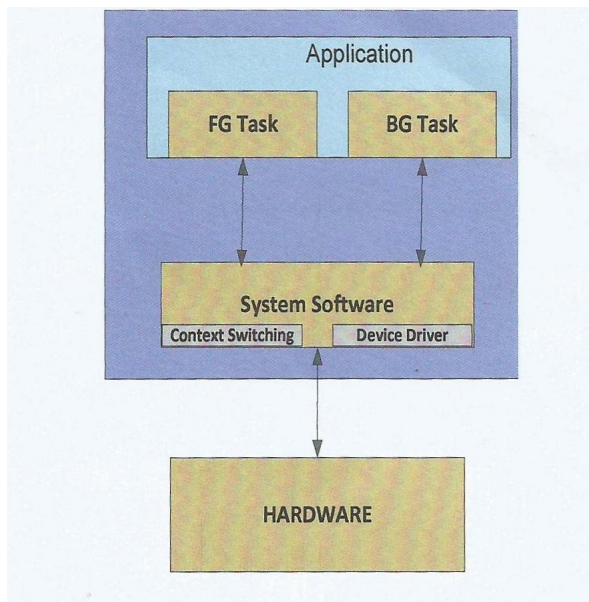 Application
FG Task
BG Task
System Software
Context Switching
Device Driver
HARDWARE